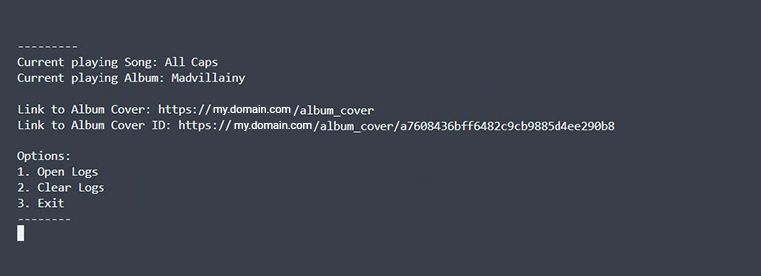 ---------
Current playing Song: All Caps
Current playing Album: Madvillainy
Link to Album Cover: https://my.domain.com/album_cover
Link to Album Cover ID: https://my.domain.com/album_cover/a7608436bff6482c9cb9885d4ee290b8
Options:
1. Open Logs
2. Clear Logs
3. Exit
--------